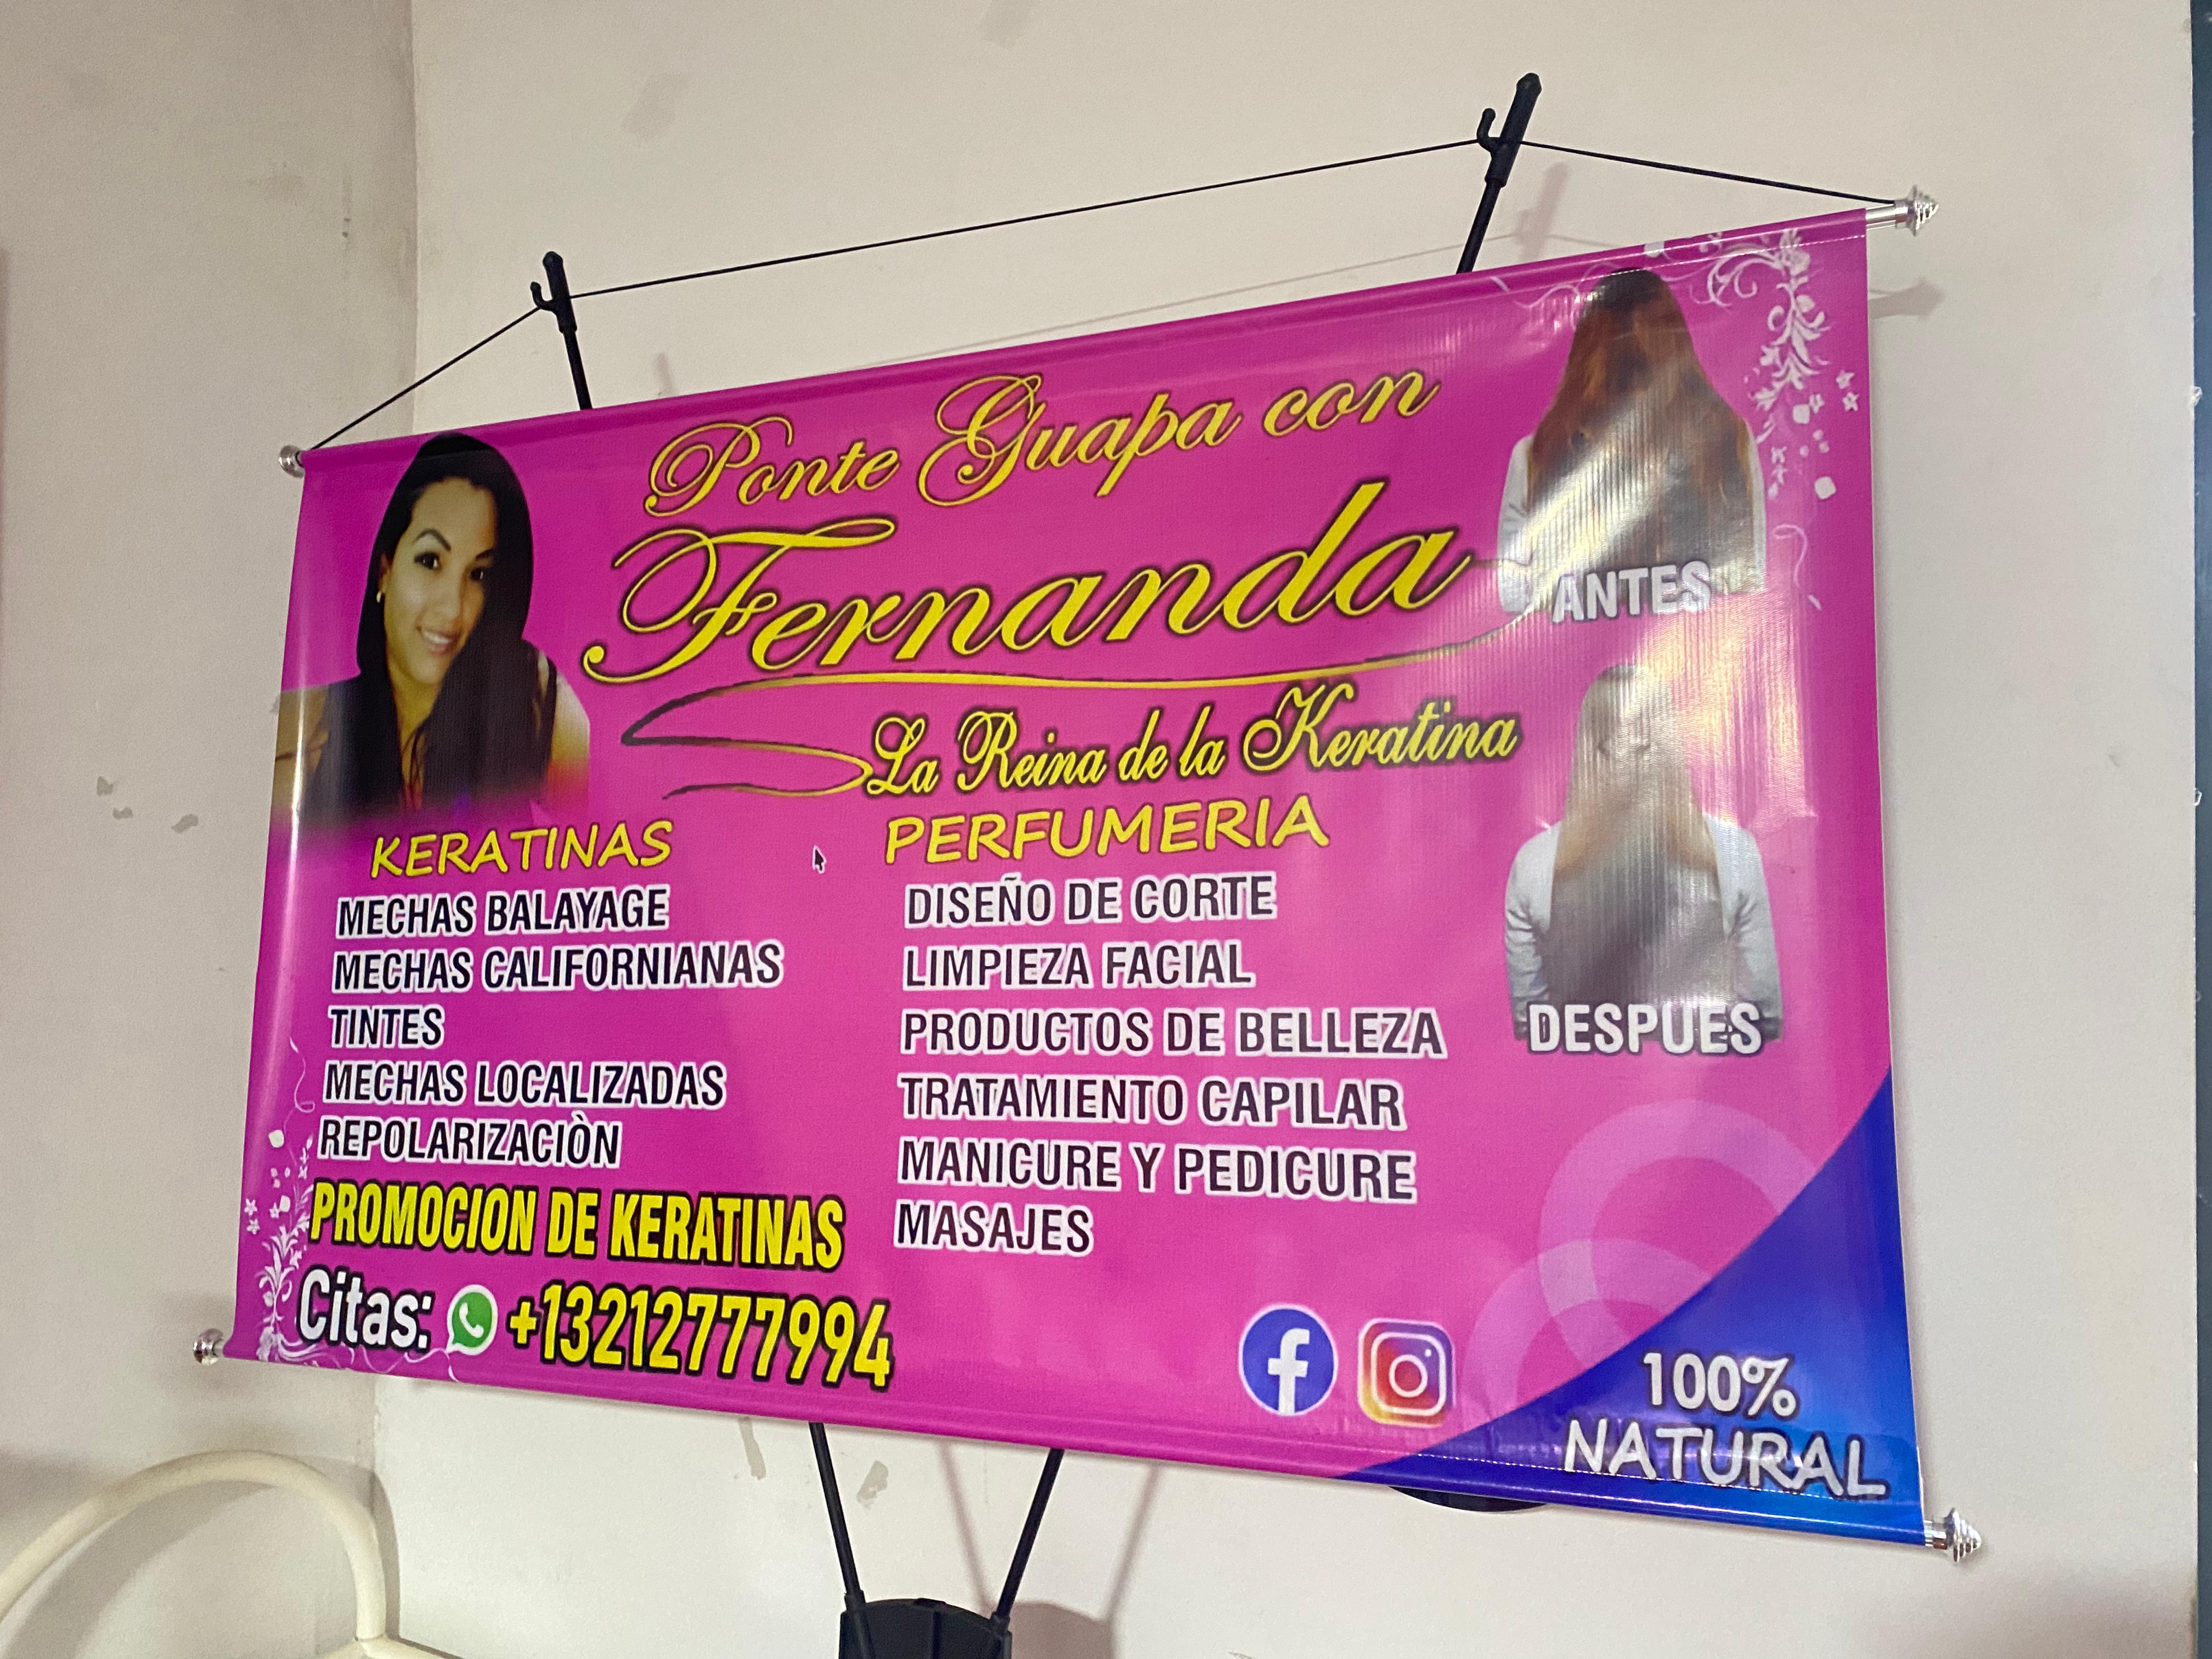 Ponte Guapa con
Fernanda
La Reina de la Keratina
ANTES
DESPUES
KERATINAS
MECHAS BALAYAGE
MECHAS CALIFORNIANAS
TINTES
MECHAS LOCALIZADAS
REPOLARIZACIÒN
PROMOCION DE KERATINAS
Citas: +13212777994
PERFUMERIA
DISEÑO DE CORTE
LIMPIEZA FACIAL
PRODUCTOS DE BELLEZA
TRATAMIENTO CAPILAR
MANICURE Y PEDICURE
MASAJES
100%
NATURAL